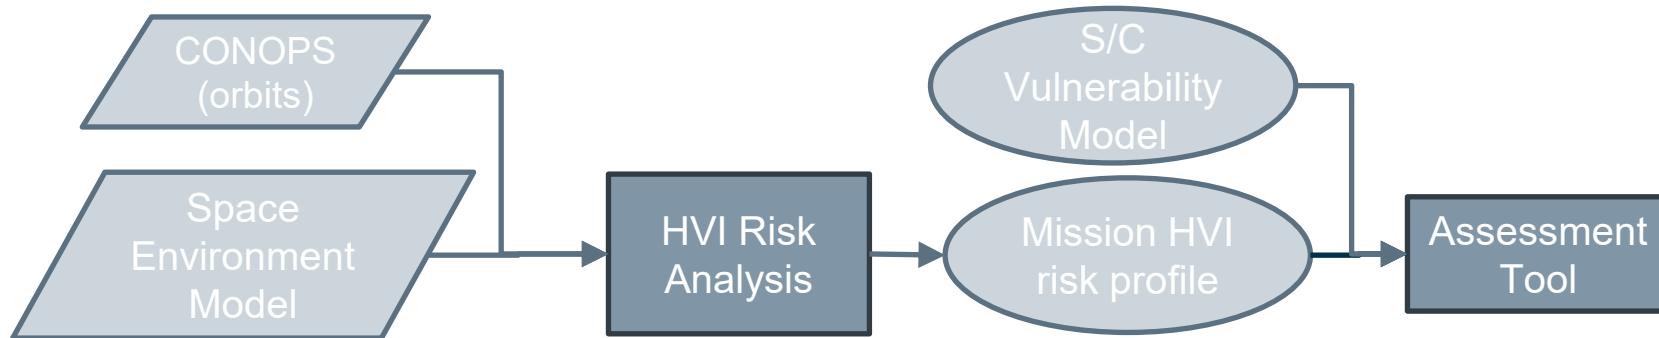 CONOPS
(orbits)
Space
Environment
Model
HVI Risk
Analysis
S/C
Vulnerability
Model
Mission HVI
risk profile
Assessment
Tool